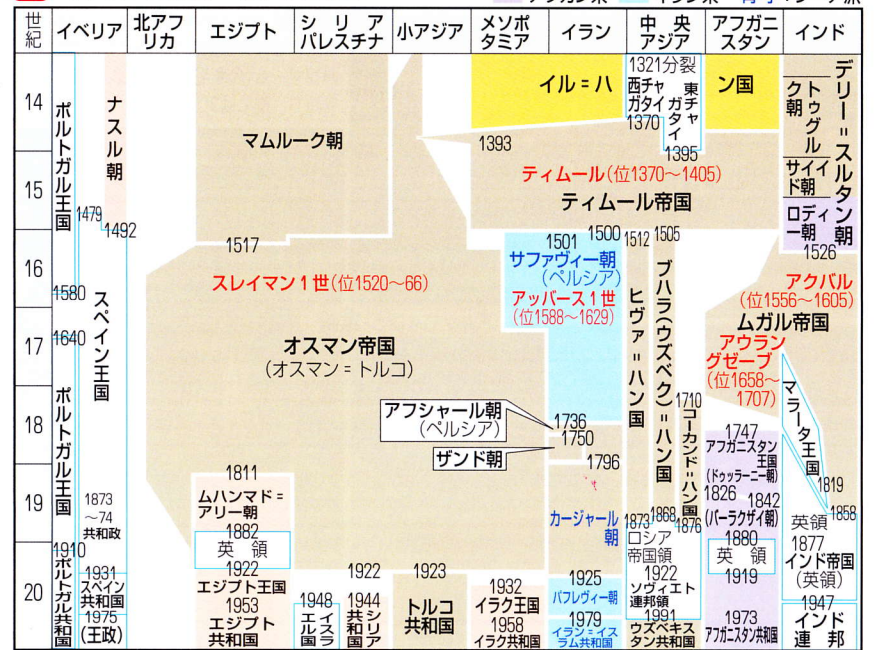 世紀
イベリア
北アフリカ
エジプト
シリア
パレスチナ
小アジア
メソポタミア
イラン
中央アジア
アフガニスタン
インド
14
15
16
17
18
19
20
ポルトガル王国
ナスル朝
1479
1492
1580
スペイン王国
1640
ポルトガル王国
1873
～74
共和政
1910
ポルトガル共和国
1931
スペイン
共和国
1975
(王政)
マムルーク朝
1517
スレイマン1世(位1520～66)
オスマン帝国
(オスマン=トルコ)
1811
ムハンマド=
アリー朝
1882
英領
1922
エジプト王国
1953
エジプト
共和国
1948
イスラエル国
1922
1944
シリア共和国
1923
トルコ
共和国
イル=ハン国
1393
ティムール(位1370～1405)
ティムール帝国
1501
1500
サファヴィー朝
(ペルシア)
アッバース1世
(位1588～1629)
アフシャール朝
(ペルシア)
1736
1750
ザンド朝
1796
カージャール
朝
1932
イラク王国
1958
イラク共和国
1925
パフレヴィー朝
1979
イラン=イス
ラム共和国
1321分裂
西チャガタイ
東チャガタイ
1370
1395
1512
1505
ヒヴァ=ハン国
ブハラ(ウズベク)=ハン国
1710
コーカンド=ハン国
1873
1868
1876
ロシア
帝国領
1922
ソヴィエト
連邦領
1991
ウズベキス
タン共和国
1747
アフガニスタン
王国
(ドゥッラーニー朝)
1826
1842
(バーラクザイ朝)
1880
英領
1919
1973
アフガニスタン共和国
デリー=スルタン朝
トゥグルク朝
サイイド朝
ロディー朝
1526
アクバル
(位1556～1605)
ムガル帝国
アウラングゼーブ
(位1658～
1707)
マラータ王国
1819
1858
英領
1877
インド帝国
(英領)
1947
インド
連邦